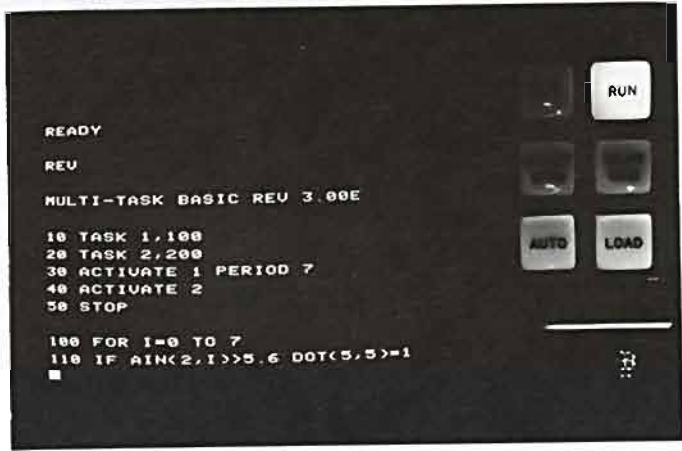 READY
REV
MULTI-TASK BASIC REV 3.00E
10 TASK 1,100
20 TASK 2,200
30 ACTIVATE 1 PERIOD 7
40 ACTIVATE 2
50 STOP
100 FOR I=0 TO 7
110 IF AIN(2,I)>5.6 DOT(5,5)=1
RUN
AUTO LOAD